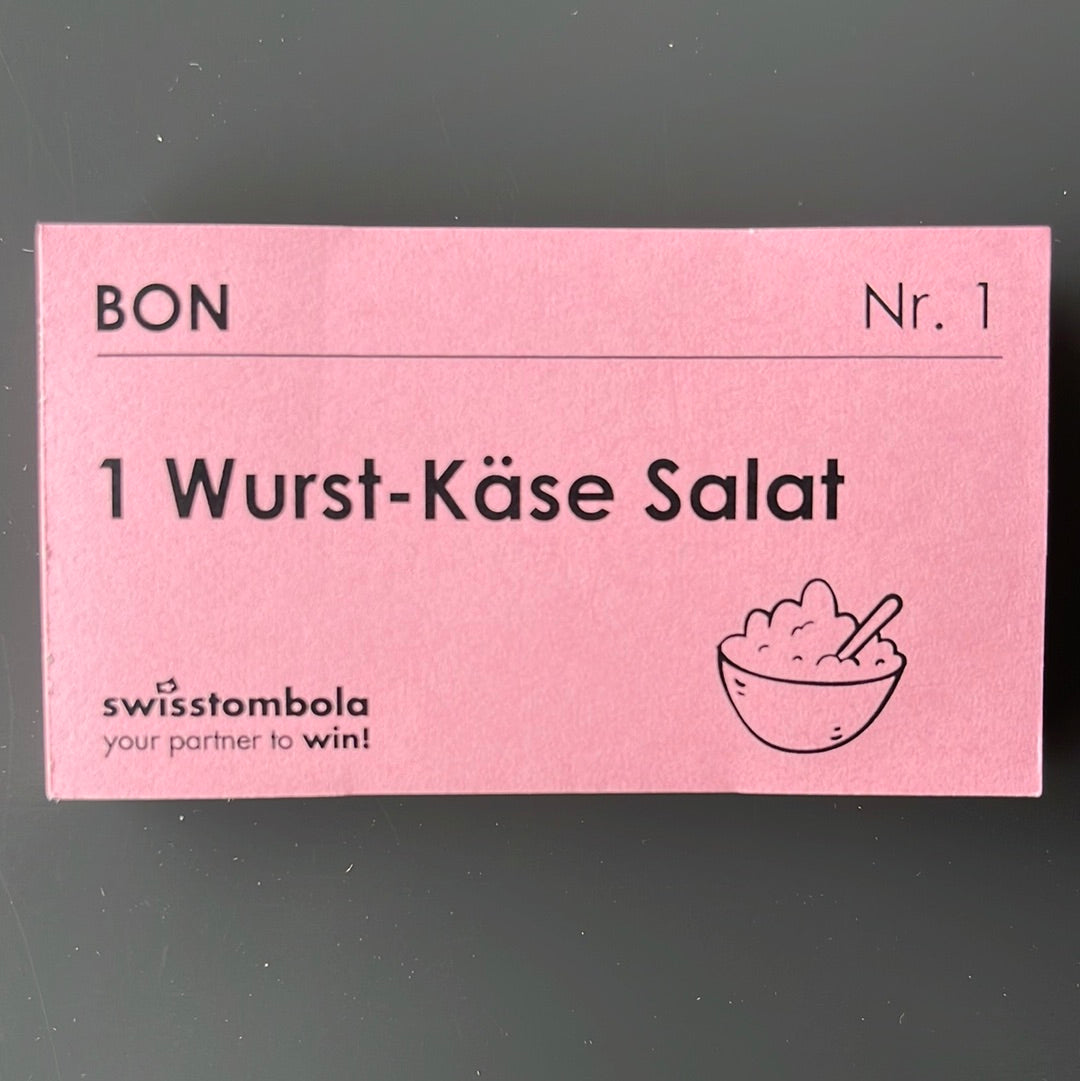 BON
Nr. 1
1 Wurst-Käse Salat
swisstombola
your partner to win!